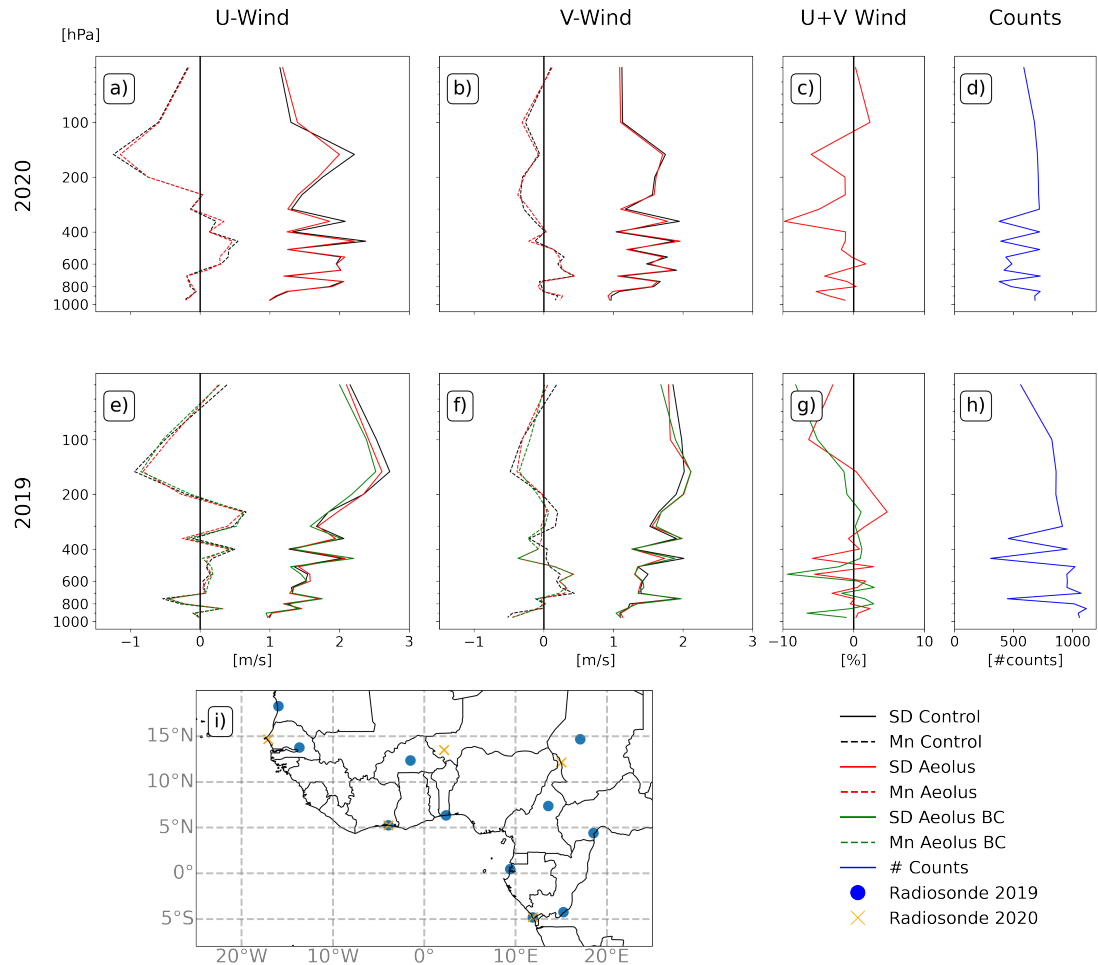 U-Wind V-Wind U+V Wind Counts
[hPa]
a) b) c) d)
100
200
400
600
800
1000
2020
e) f) g) h)
100
200
400
600
800
1000
2019
−1 0 1 2 3 −1 0 1 2 3 −10 0 10 0 500 1000
[m/s] [m/s] [%] [#counts]
i)
15°N
10°N
5°N
0°
5°S
20°W 10°W 0° 10°E 20°E
SD Control
Mn Control
SD Aeolus
Mn Aeolus
SD Aeolus BC
Mn Aeolus BC
# Counts
Radiosonde 2019
Radiosonde 2020